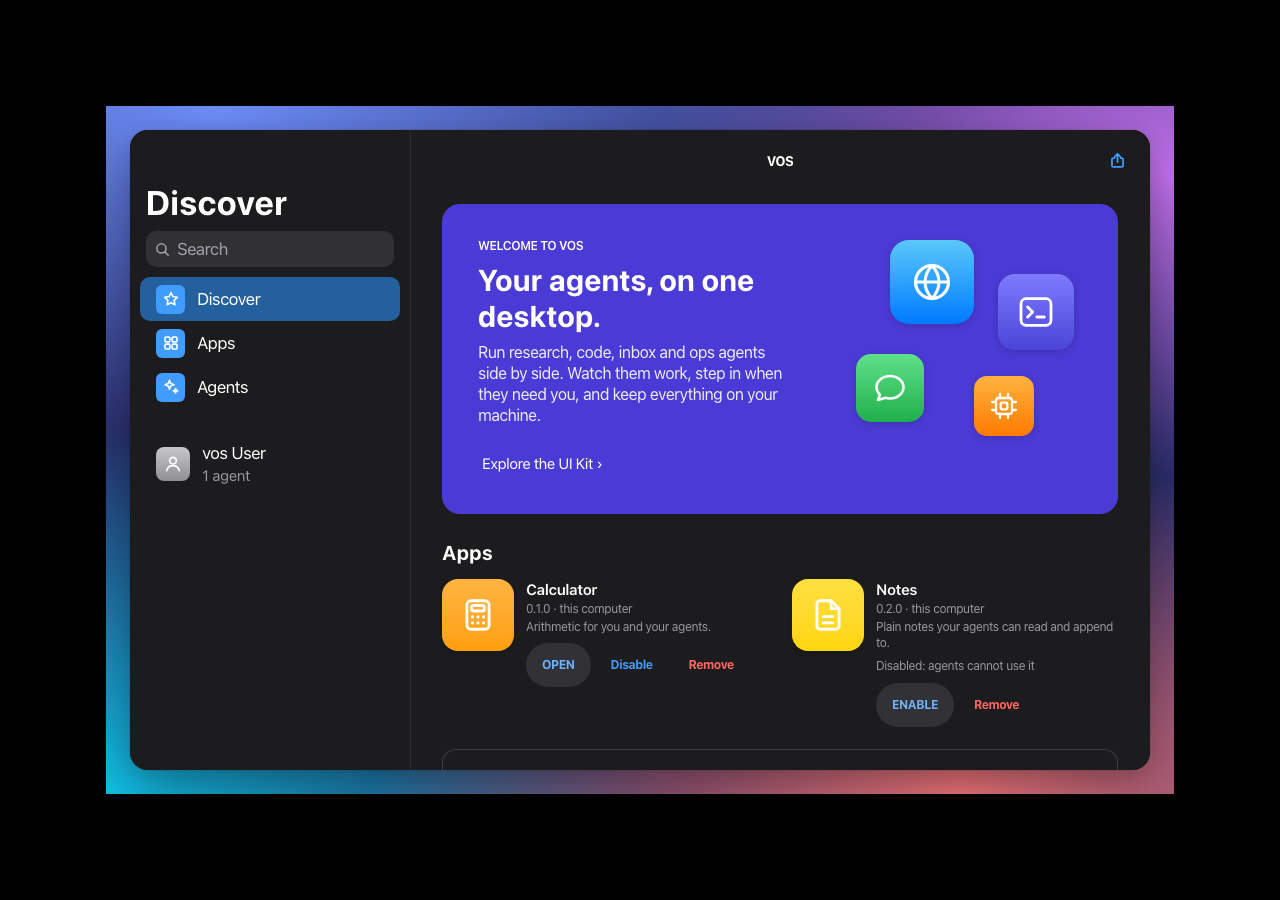 VOS
Discover
Search
Discover
Apps
Agents
vos User
1 agent
WELCOME TO VOS
Your agents, on one
desktop.
Run research, code, inbox and ops agents
side by side. Watch them work, step in when
they need you, and keep everything on your
machine.
Explore the UI Kit ›
Apps
Calculator
0.1.0 · this computer
Arithmetic for you and your agents.
OPEN Disable Remove
Notes
0.2.0 · this computer
Plain notes your agents can read and append
to.
Disabled: agents cannot use it
ENABLE Remove